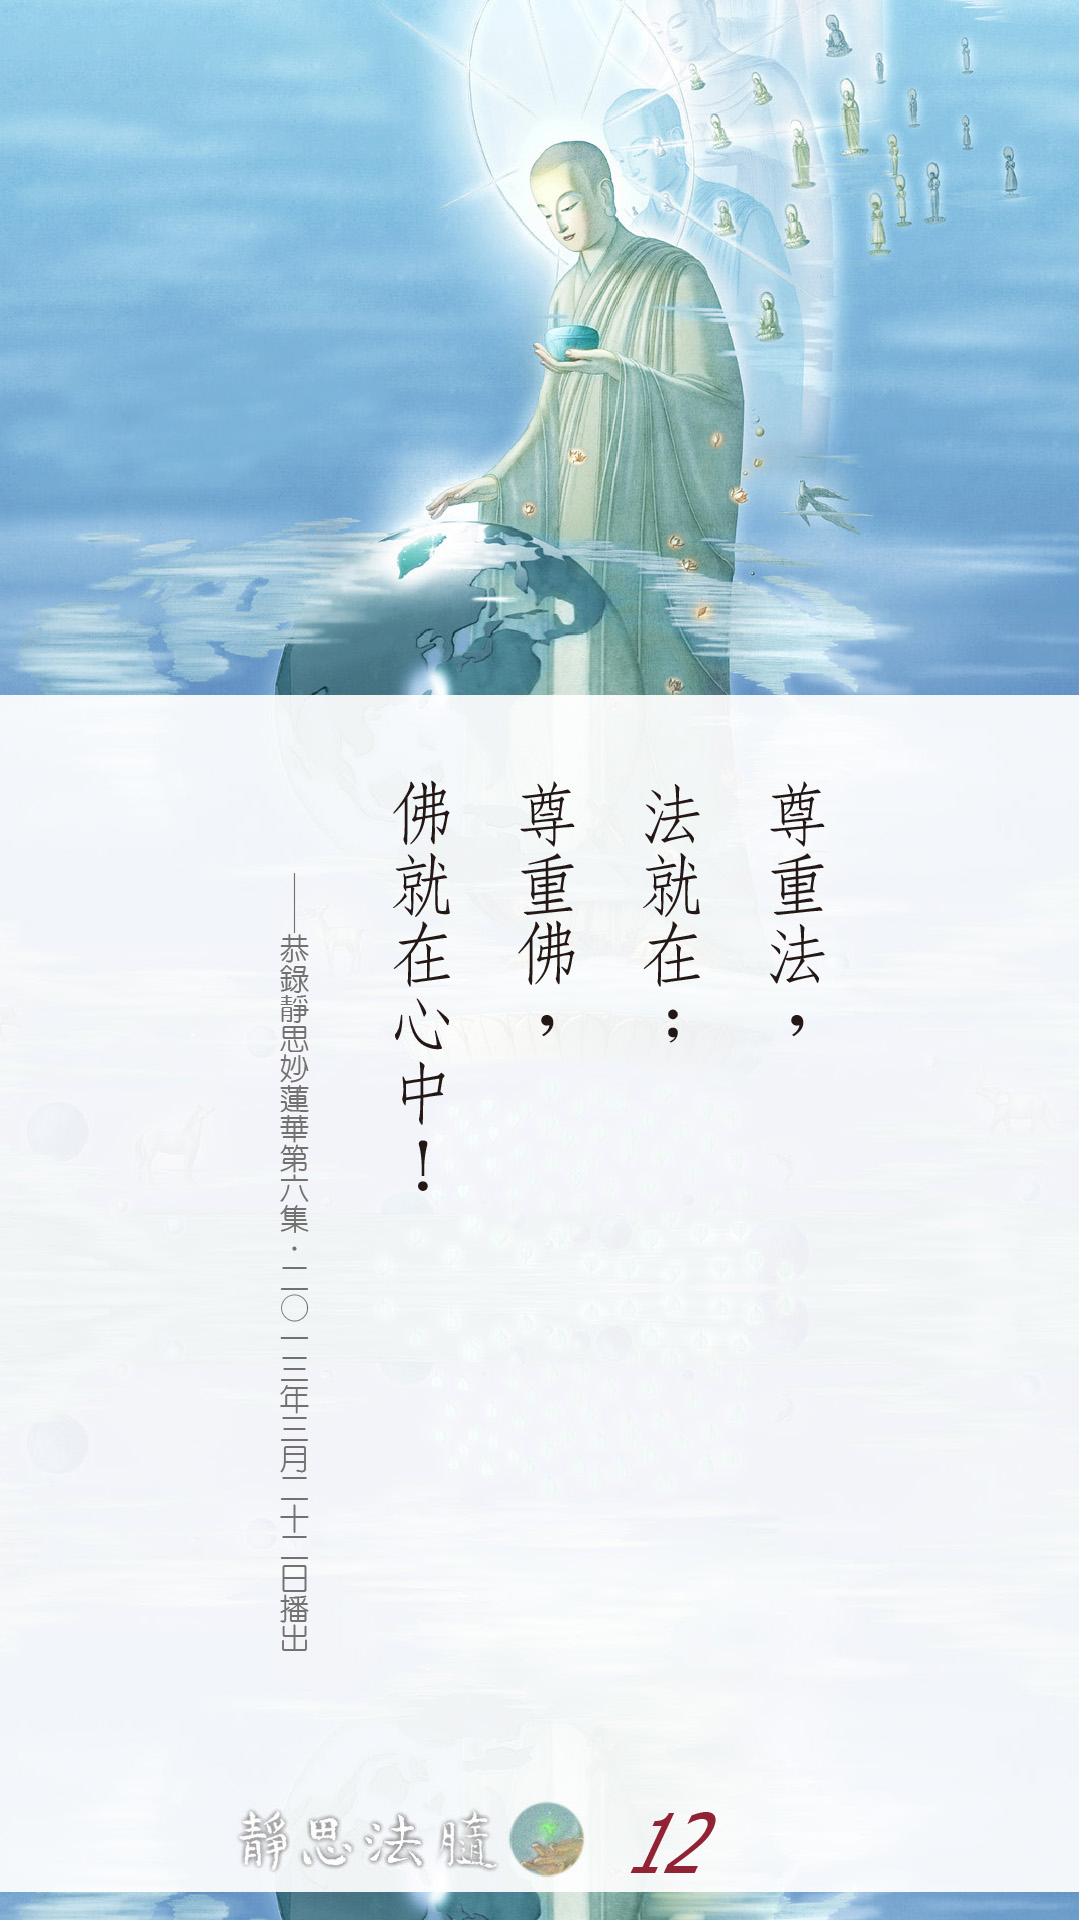 尊重法，
法就在；
尊重佛，
佛就在心中！
——恭錄靜思妙蓮華第六集．二〇一三年三月二十二日播出
靜思法髓
12